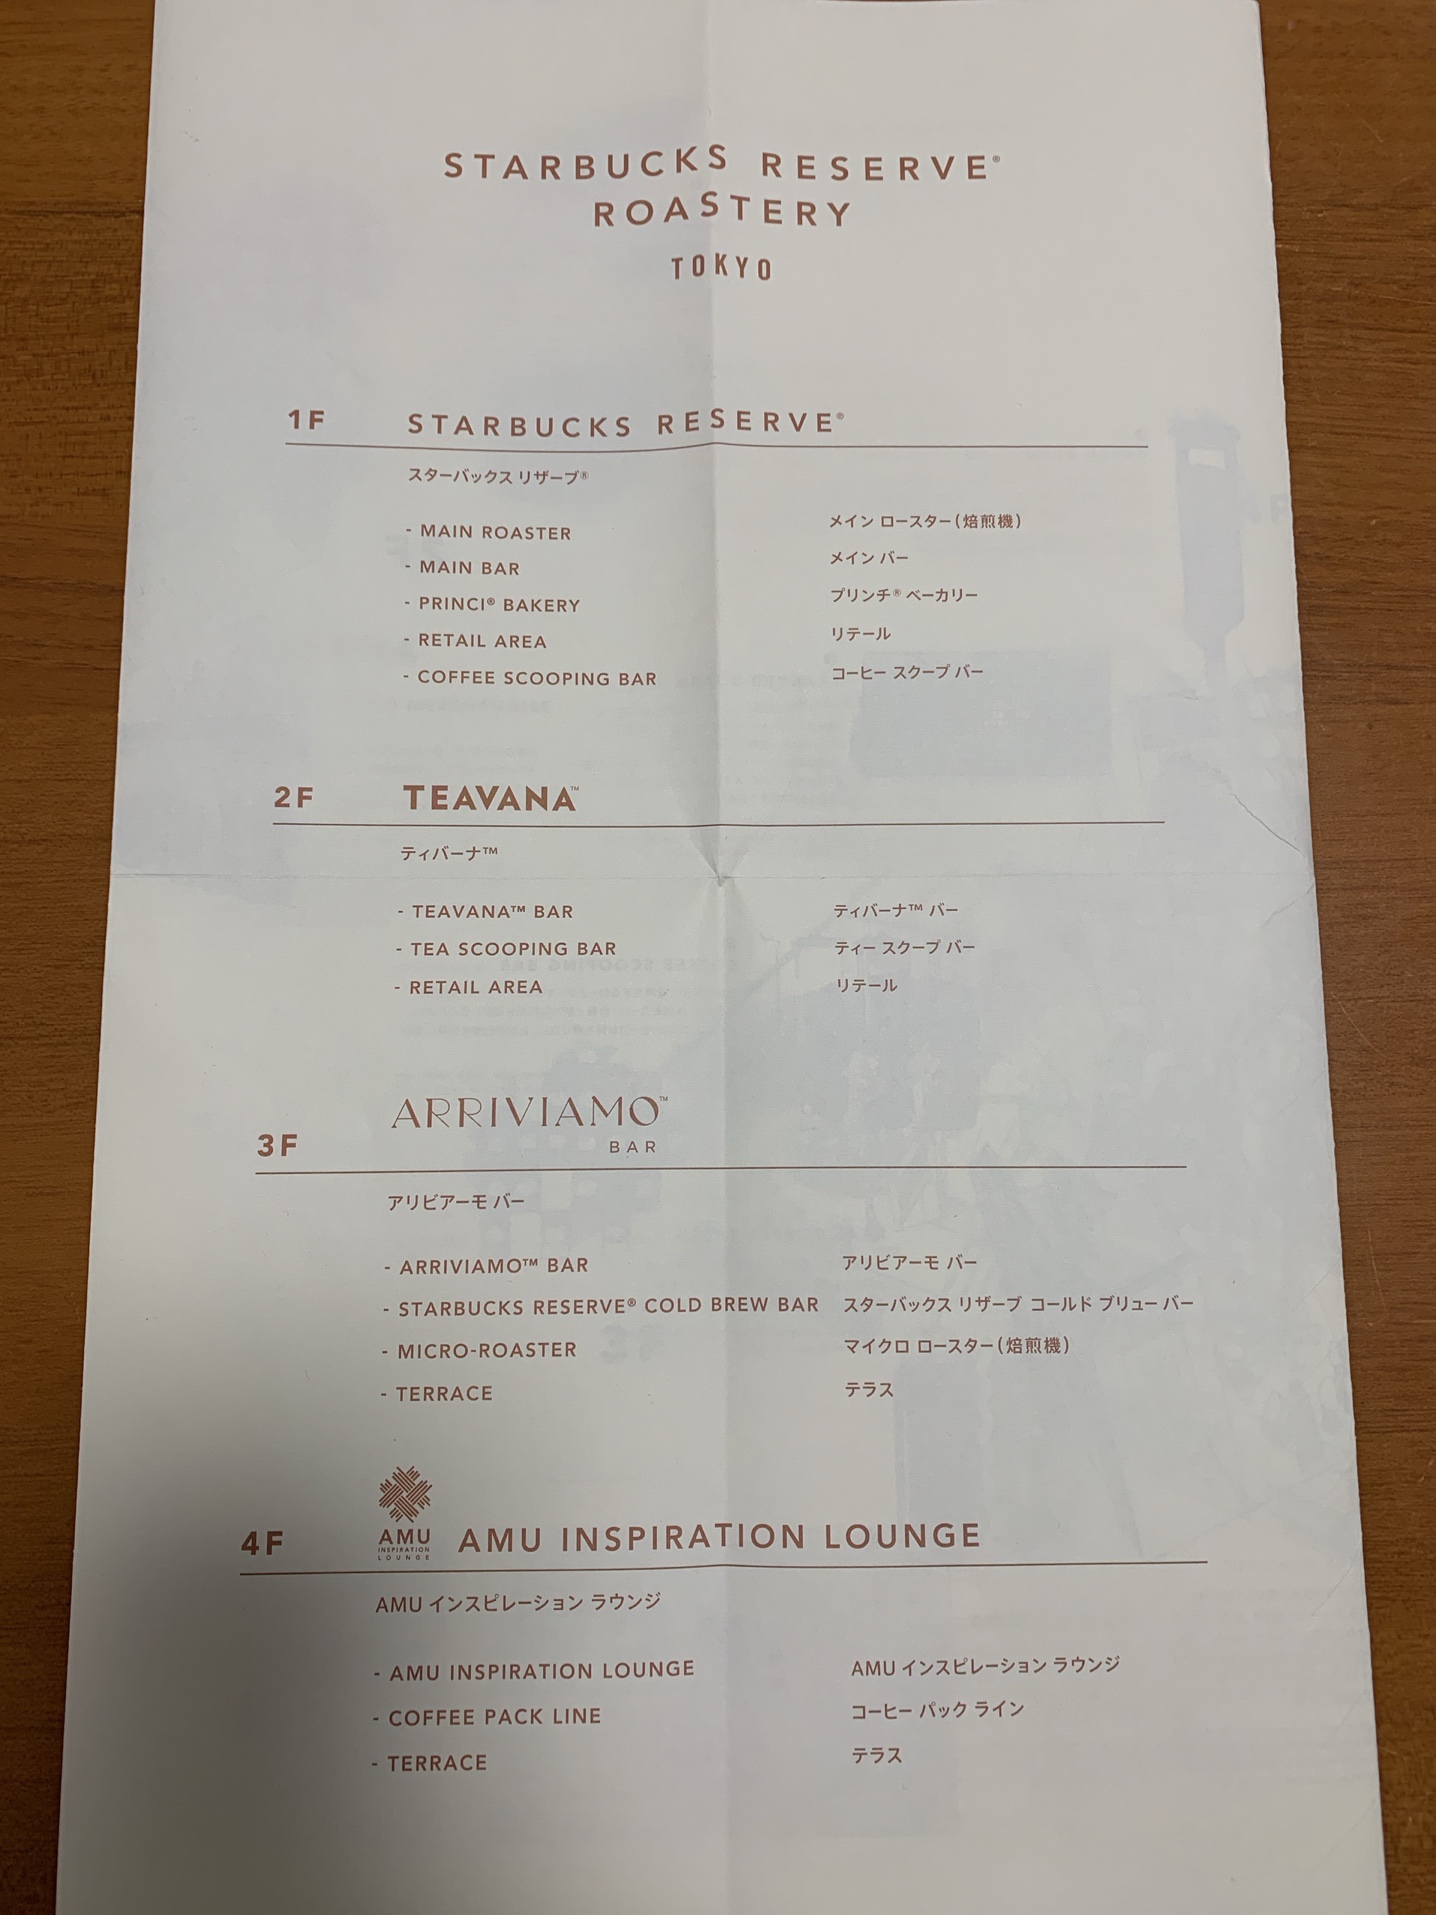 STARBUCKS RESERVE®
ROASTERY
TOKYO
1F STARBUCKS RESERVE®
スターバックス リザーブ®
- MAIN ROASTER メイン ロースター(焙煎機)
- MAIN BAR メイン バー
- PRINCI® BAKERY プリンチ® ベーカリー
- RETAIL AREA リテール
- COFFEE SCOOPING BAR コーヒー スクープ バー
2F TEAVANA™
ティバーナ™
- TEAVANA™ BAR ティバーナ™ バー
- TEA SCOOPING BAR ティー スクープ バー
- RETAIL AREA リテール
3F ARRIVIAMO™
BAR
アリビアーモ バー
- ARRIVIAMO™ BAR アリビアーモ バー
- STARBUCKS RESERVE® COLD BREW BAR スターバックス リザーブ コールド ブリュー バー
- MICRO-ROASTER マイクロ ロースター(焙煎機)
- TERRACE テラス
4F AMU INSPIRATION LOUNGE
AMU
INSPIRATION
LOUNGE
AMU インスピレーション ラウンジ
- AMU INSPIRATION LOUNGE AMU インスピレーション ラウンジ
- COFFEE PACK LINE コーヒー パック ライン
- TERRACE テラス